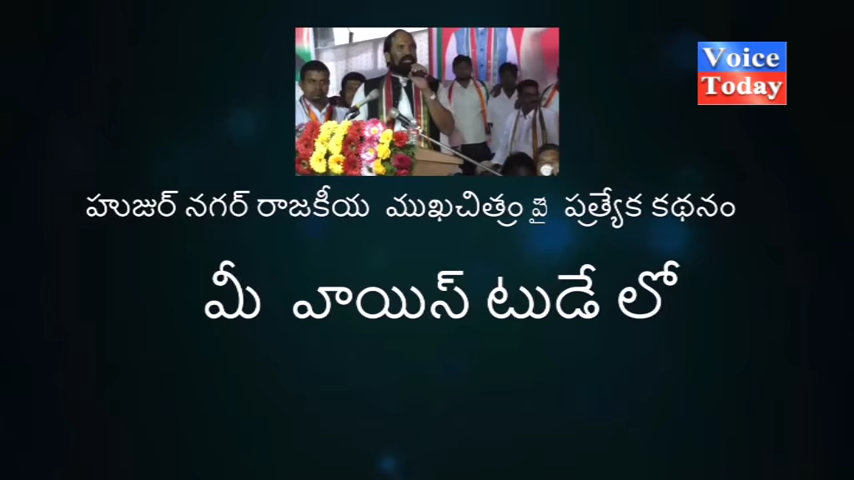 Voice
Today
హుజుర్ నగర్ రాజకీయ ముఖచిత్రం పై ప్రత్యేక కథనం
మీ వాయిస్ టుడే లో